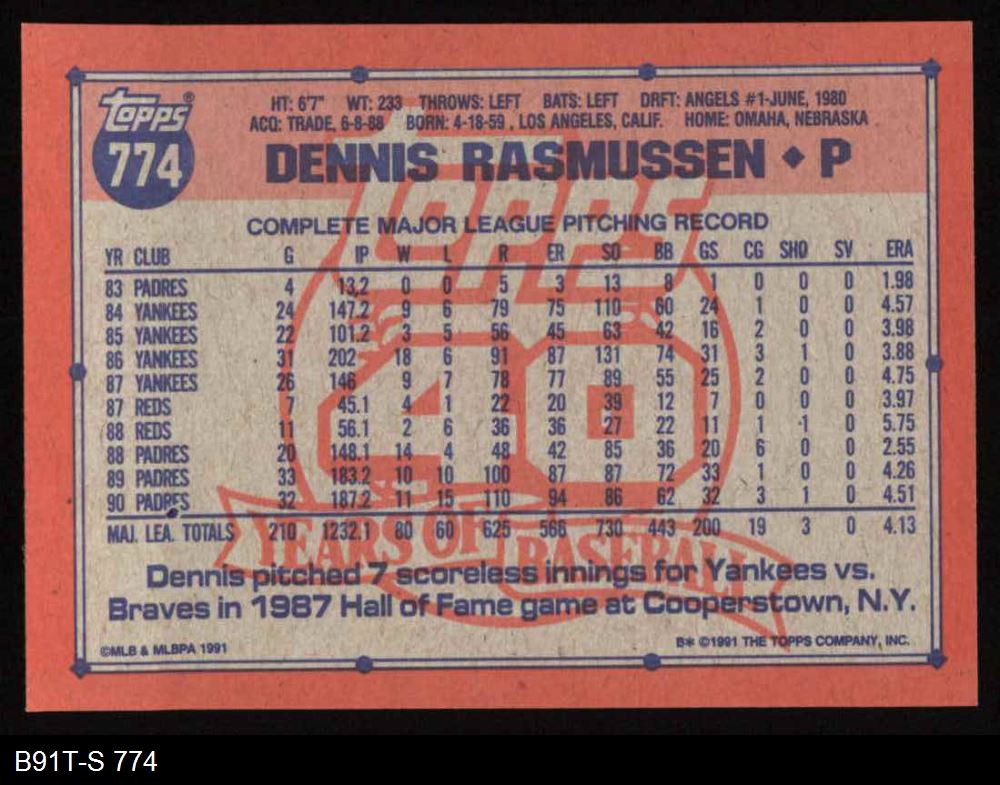 TOPPS®
774
HT: 6'7" WT: 233 THROWS: LEFT BATS: LEFT DRFT: ANGELS #1-JUNE, 1980
ACQ: TRADE, 6-8-88 BORN: 4-18-59, LOS ANGELES, CALIF. HOME: OMAHA, NEBRASKA
DENNIS RASMUSSEN ◆ P
TOPPS
COMPLETE MAJOR LEAGUE PITCHING RECORD
YR CLUB G IP W L R ER SO BB GS CG SHO SV ERA
83 PADRES 4 13.2 0 0 5 3 13 8 1 0 0 0 1.98
84 YANKEES 24 147.2 9 6 79 75 110 60 24 1 0 0 4.57
85 YANKEES 22 101.2 3 5 56 45 63 42 16 2 0 0 3.98
86 YANKEES 31 202 18 6 91 87 131 74 31 3 1 0 3.88
87 YANKEES 26 146 9 7 78 77 89 55 25 2 0 0 4.75
87 REDS 7 45.1 4 1 22 20 39 12 7 0 0 0 3.97
88 REDS 11 56.1 2 6 36 36 27 22 11 1 1 0 5.75
88 PADRES 20 148.1 14 4 48 42 85 36 20 6 0 0 2.55
89 PADRES 33 183.2 10 10 100 87 87 72 33 1 0 0 4.26
90 PADRES 32 187.2 11 15 110 94 86 62 32 3 1 0 4.51
MAJ. LEA. TOTALS 210 1232.1 80 60 625 566 730 443 200 19 3 0 4.13
40
YEARS OF BASEBALL
Dennis pitched 7 scoreless innings for Yankees vs.
Braves in 1987 Hall of Fame game at Cooperstown, N.Y.
©MLB & MLBPA 1991 B* ©1991 THE TOPPS COMPANY, INC.
B91T-S 774